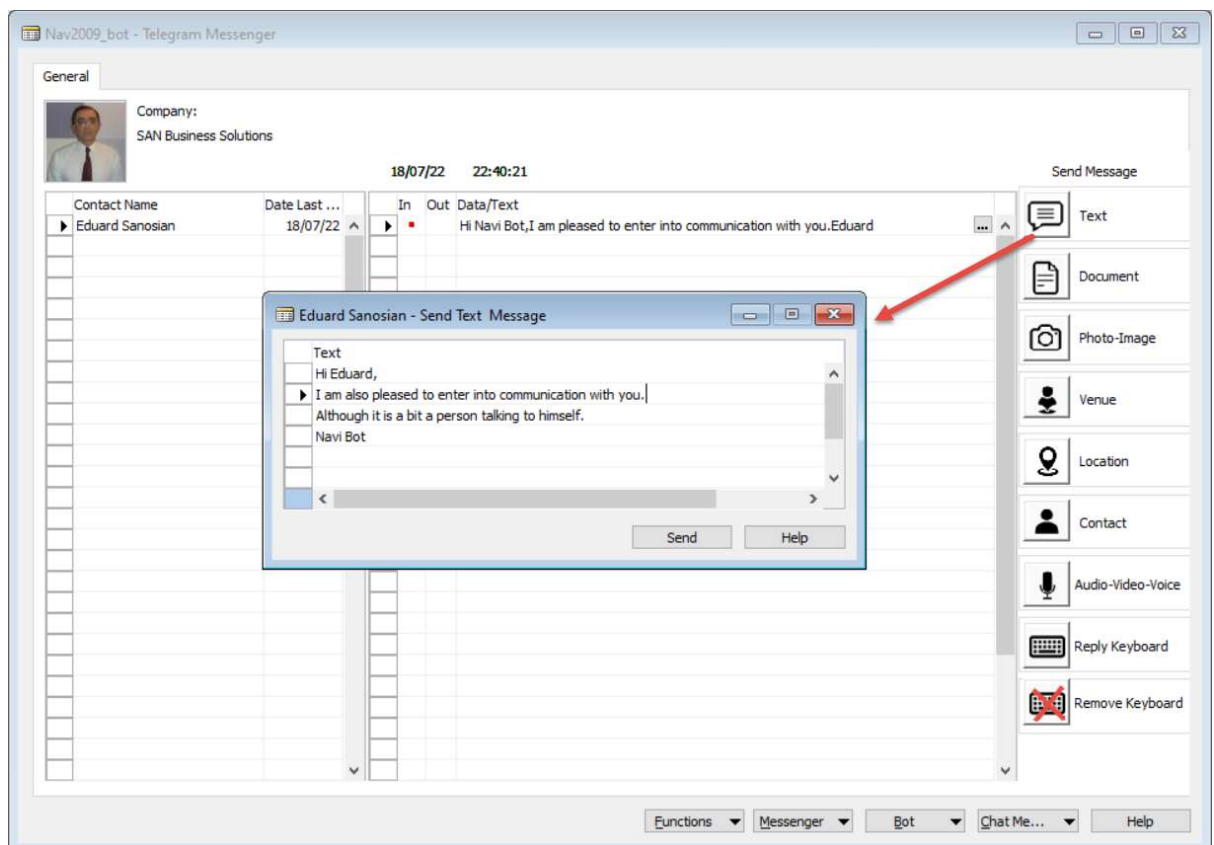 Nav2009_bot - Telegram Messenger
General
Company:
SAN Business Solutions
18/07/22 22:40:21
Send Message
Contact Name Date Last ...
Eduard Sanosian 18/07/22
In Out Data/Text
Hi Navi Bot,I am pleased to enter into communication with you.Eduard ...
Eduard Sanosian - Send Text Message
Text
Hi Eduard,
I am also pleased to enter into communication with you.
Although it is a bit a person talking to himself.
Navi Bot
Send Help
Text
Document
Photo-Image
Venue
Location
Contact
Audio-Video-Voice
Reply Keyboard
Remove Keyboard
Functions Messenger Bot Chat Me... Help